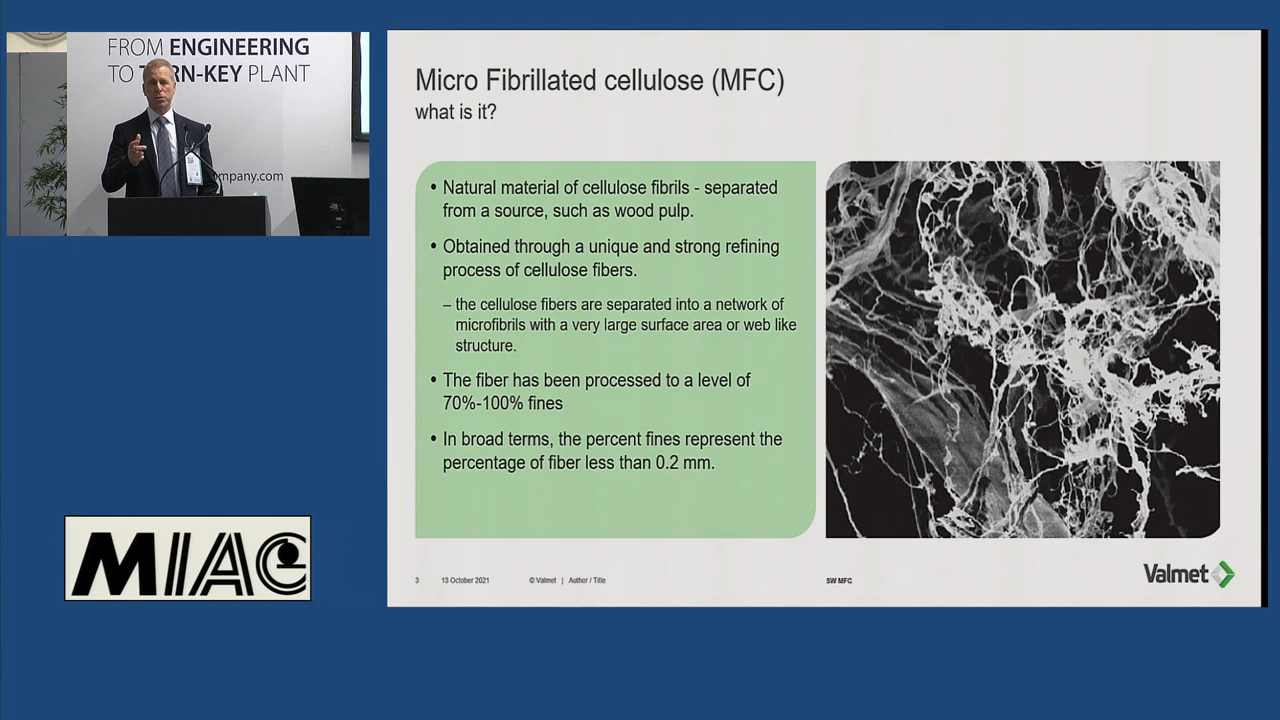 FROM ENGINEERING
TO RN-KEY PLANT
mpany.com
MIAC
Micro Fibrillated cellulose (MFC)
what is it?
• Natural material of cellulose fibrils - separated
from a source, such as wood pulp.
• Obtained through a unique and strong refining
process of cellulose fibers.
– the cellulose fibers are separated into a network of
microfibrils with a very large surface area or web like
structure.
• The fiber has been processed to a level of
70%-100% fines
• In broad terms, the percent fines represent the
percentage of fiber less than 0.2 mm.
3 13 October 2021 © Valmet | Author / Title SW MFC
Valmet